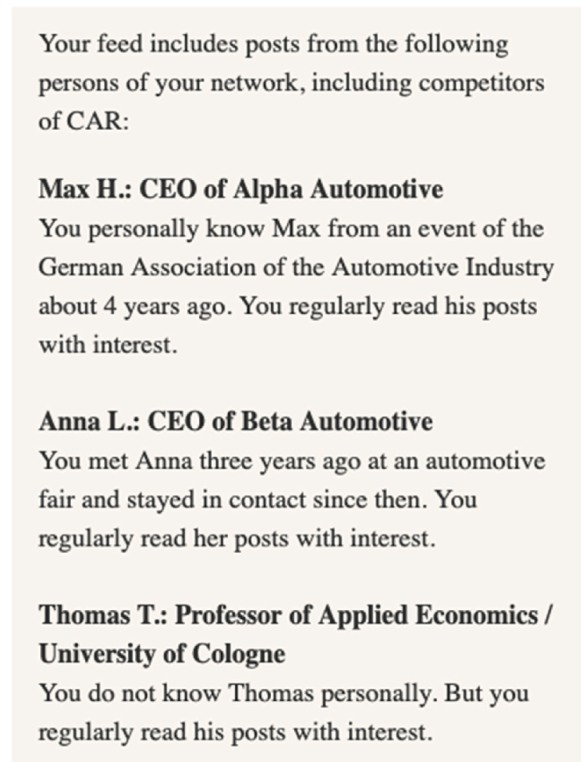 Your feed includes posts from the following
persons of your network, including competitors
of CAR:
Max H.: CEO of Alpha Automotive
You personally know Max from an event of the
German Association of the Automotive Industry
about 4 years ago. You regularly read his posts
with interest.
Anna L.: CEO of Beta Automotive
You met Anna three years ago at an automotive
fair and stayed in contact since then. You
regularly read her posts with interest.
Thomas T.: Professor of Applied Economics /
University of Cologne
You do not know Thomas personally. But you
regularly read his posts with interest.